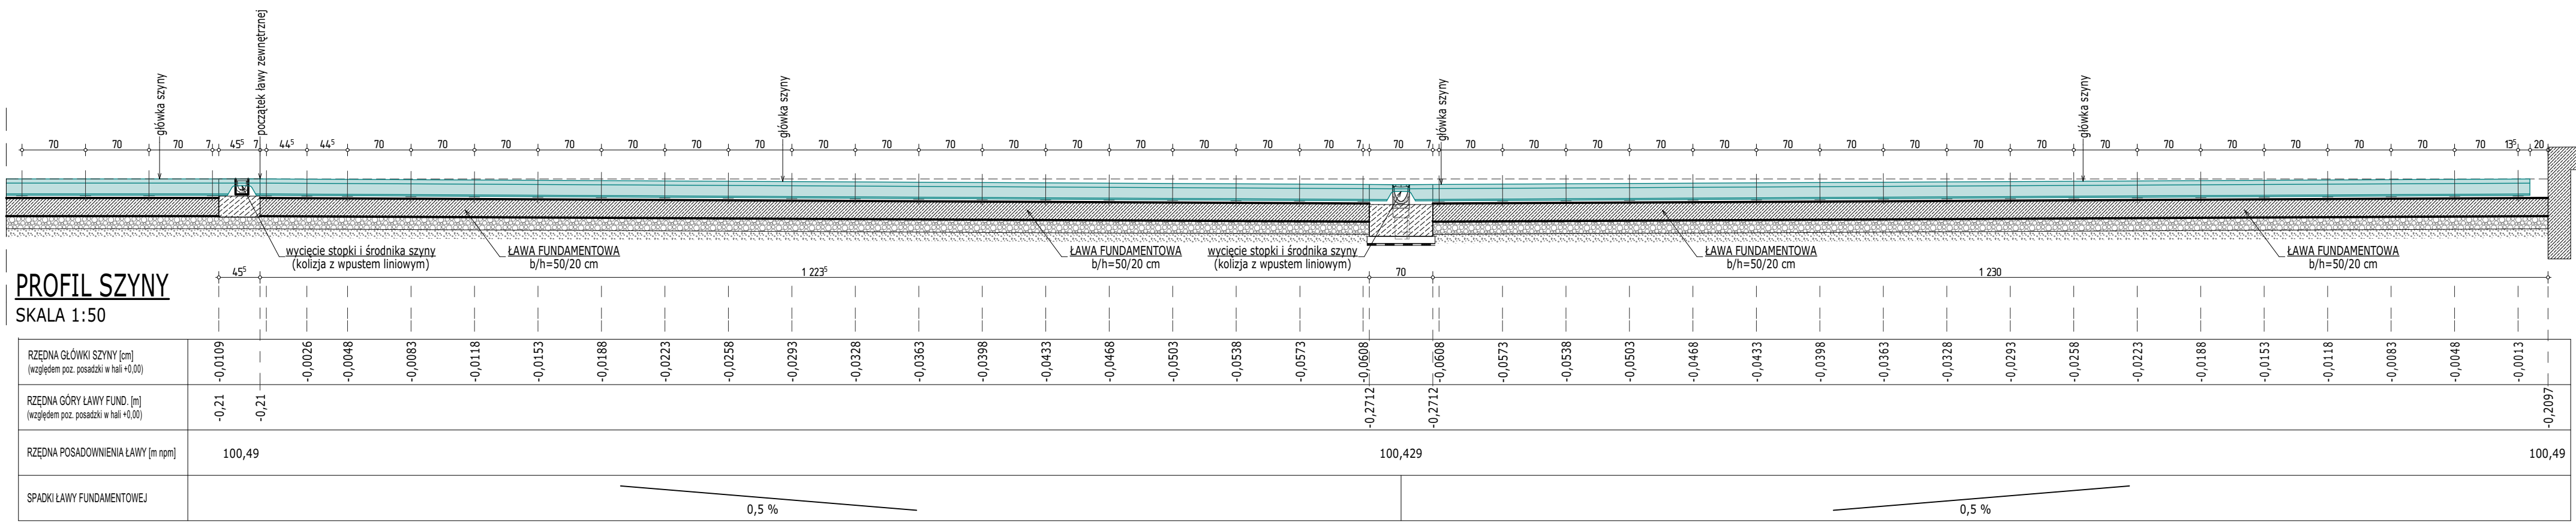 główka szyny
początek ławy zewnętrznej
główka szyny
główka szyny
główka szyny
70 70 70 7 45⁵ 7 44⁵ 44⁵ 70 70 70 70 70 70 70 70 70 70 70 70 70 70 70 70 7 70 7 70 70 70 70 70 70 70 70 70 70 70 70 70 70 70 70 70 13⁵ 20
wycięcie stopki i środnika szyny
(kolizja z wpustem liniowym)
ŁAWA FUNDAMENTOWA
b/h=50/20 cm
ŁAWA FUNDAMENTOWA
b/h=50/20 cm
wycięcie stopki i środnika szyny
(kolizja z wpustem liniowym)
ŁAWA FUNDAMENTOWA
b/h=50/20 cm
ŁAWA FUNDAMENTOWA
b/h=50/20 cm
45⁵ 1 223⁵ 70 1 230
PROFIL SZYNY
SKALA 1:50
RZĘDNA GŁÓWKI SZYNY [cm]
(względem poz. posadzki w hali +0,00)
-0,0109 -0,0026 -0,0048 -0,0083 -0,0118 -0,0153 -0,0188 -0,0223 -0,0258 -0,0293 -0,0328 -0,0363 -0,0398 -0,0433 -0,0468 -0,0503 -0,0538 -0,0573 -0,0608 -0,0608 -0,0573 -0,0538 -0,0503 -0,0468 -0,0433 -0,0398 -0,0363 -0,0328 -0,0293 -0,0258 -0,0223 -0,0188 -0,0153 -0,0118 -0,0083 -0,0048 -0,0013
RZĘDNA GÓRY ŁAWY FUND. [m]
(względem poz. posadzki w hali +0,00)
-0,21 -0,21 -0,2712 -0,2712 -0,2097
RZĘDNA POSADOWNIENIA ŁAWY [m npm]
100,49 100,429 100,49
SPADKI ŁAWY FUNDAMENTOWEJ
0,5 % 0,5 %